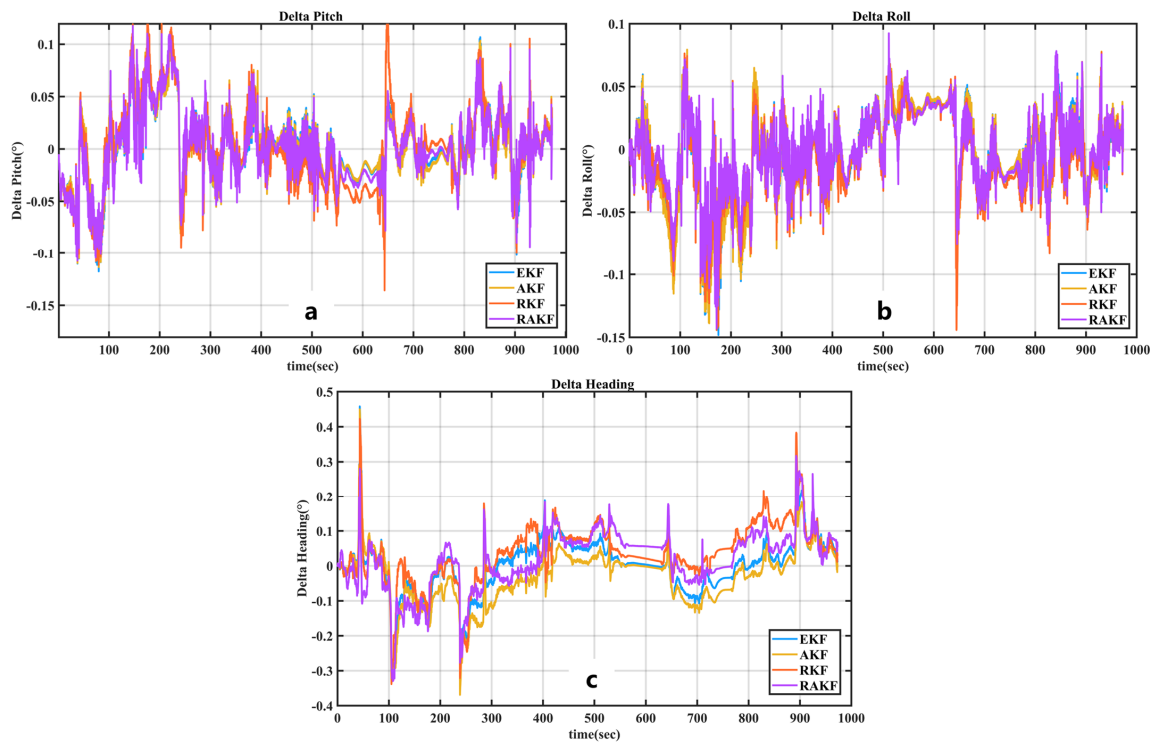 Delta Pitch
Delta Pitch(°)
0.1
0.05
0
-0.05
-0.1
-0.15
EKF
AKF
RKF
RAKF
a
100 200 300 400 500 600 700 800 900 1000
time(sec)
Delta Roll
Delta Roll(°)
0.1
0.05
0
-0.05
-0.1
-0.15
EKF
AKF
RKF
RAKF
b
0 100 200 300 400 500 600 700 800 900 1000
time(sec)
Delta Heading
Delta Heading(°)
0.5
0.4
0.3
0.2
0.1
0
-0.1
-0.2
-0.3
-0.4
EKF
AKF
RKF
RAKF
c
0 100 200 300 400 500 600 700 800 900 1000
time(sec)